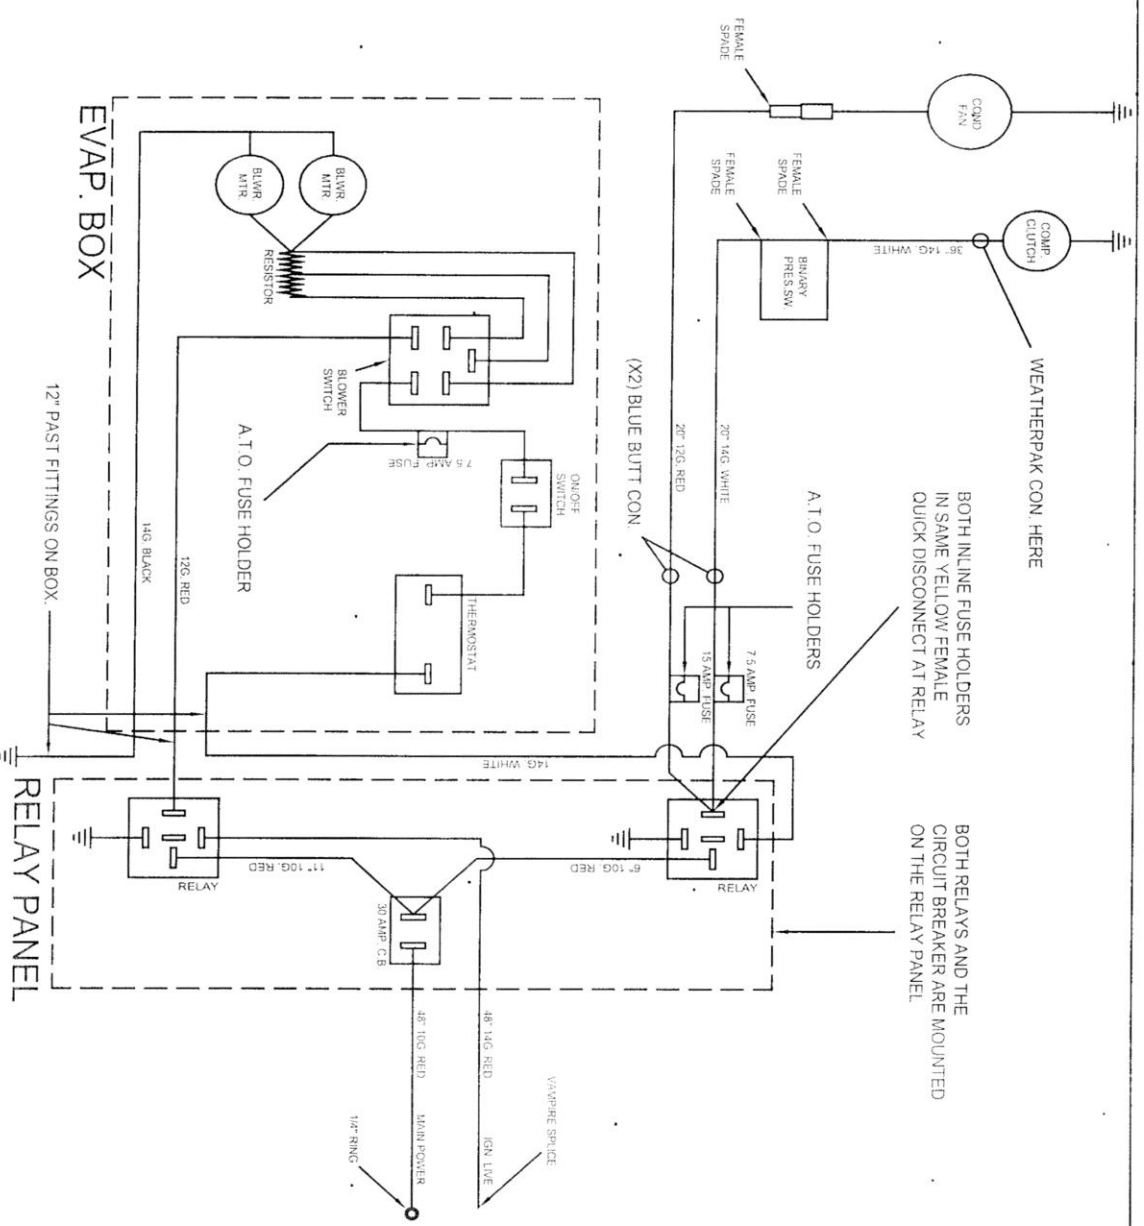 FEMALE
SPADE
COND
FAN
FEMALE
SPADE
FEMALE
SPADE
BINARY
PRES.SW.
36" 14G. WHITE
COMP.
CLUTCH
WEATHERPAK CON. HERE
EVAP. BOX
BLWR.
MTR.
BLWR.
MTR.
RESISTOR
BLOWER
SWITCH
7.5 AMP. FUSE
A.T.O. FUSE HOLDER
ON/OFF
SWITCH
THERMOSTAT
12" PAST FITTINGS ON BOX.
14G. BLACK
12G. RED
(X2) BLUE BUTT CON.
20" 12G. RED
20" 14G. WHITE
A.T.O. FUSE HOLDERS
7.5 AMP. FUSE
15 AMP. FUSE
BOTH INLINE FUSE HOLDERS
IN SAME YELLOW FEMALE
QUICK DISCONNECT AT RELAY
14G. WHITE
RELAY PANEL
RELAY
11" 10G. RED
6" 10G. RED
RELAY
30 AMP. C.B
BOTH RELAYS AND THE
CIRCUIT BREAKER ARE MOUNTED
ON THE RELAY PANEL
48" 10G. RED
MAIN POWER
48" 14G. RED
IGN. LIVE
VAMPIRE SPLICE
1/4" RING